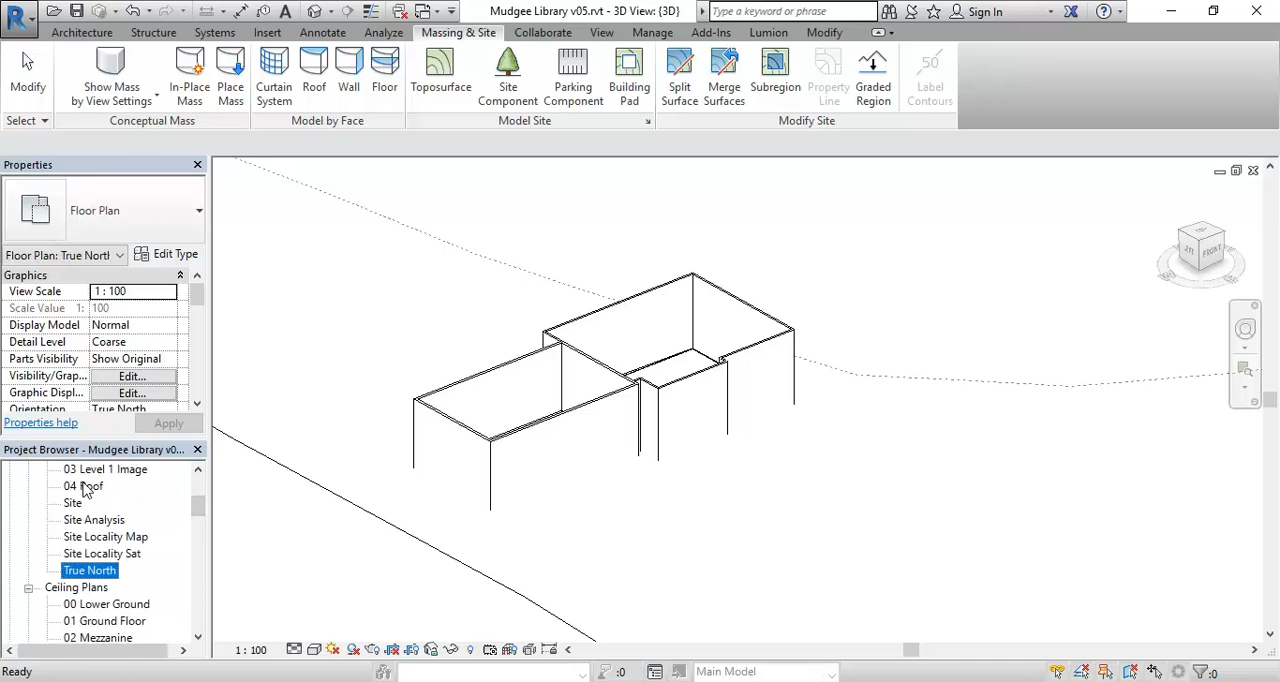 Mudgee Library v05.rvt - 3D View: {3D}
Type a keyword or phrase
Sign In
Architecture Structure Systems Insert Annotate Analyze Massing & Site Collaborate View Manage Add-Ins Lumion Modify
Modify
Show Mass
by View Settings
In-Place
Mass
Place
Mass
Curtain
System
Roof
Wall
Floor
Toposurface
Site
Component
Parking
Component
Building
Pad
Split
Surface
Merge
Surfaces
Subregion
Property
Line
Graded
Region
50
Label
Contours
Select
Conceptual Mass
Model by Face
Model Site
Modify Site
Properties
Floor Plan
Floor Plan: True Nortl
Edit Type
Graphics
View Scale 1 : 100
Scale Value 1: 100
Display Model Normal
Detail Level Coarse
Parts Visibility Show Original
Visibility/Grap... Edit...
Graphic Displ... Edit...
Orientation True North
Properties help
Apply
Project Browser - Mudgee Library v0...
03 Level 1 Image
04 Roof
Site
Site Analysis
Site Locality Map
Site Locality Sat
True North
Ceiling Plans
00 Lower Ground
01 Ground Floor
02 Mezzanine
FRONT
1 : 100
Ready
:0
Main Model
:0